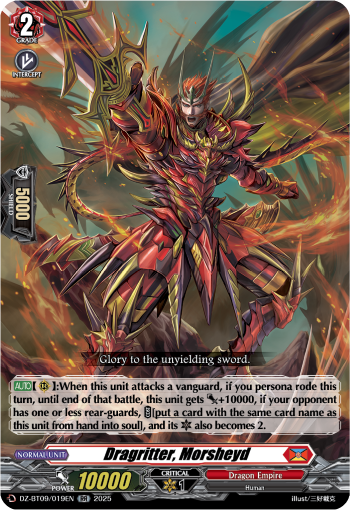 2
GRADE
INTERCEPT
5000
SHIELD
Glory to the unyielding sword.
AUTO【RC】:When this unit attacks a vanguard, if you persona rode this
turn, until end of that battle, this unit gets +10000, if your opponent
has one or less rear-guards, [put a card with the same card name as
this unit from hand into soul], and its also becomes 2.
NORMAL UNIT
Dragritter, Morsheyd
POWER
10000
CRITICAL
1
Dragon Empire
Human
DZ-BT09/019EN RR 2025
illust/三好載克